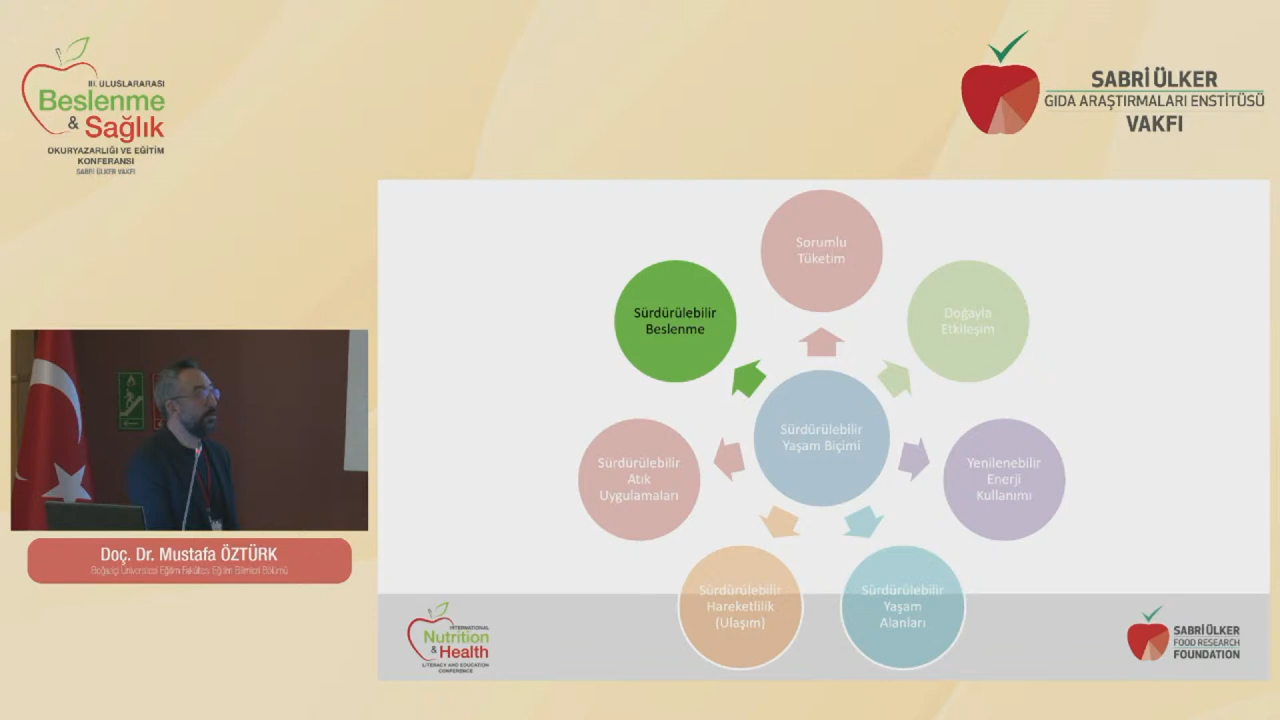 III. ULUSLARARASI
Beslenme
& Sağlık
OKURYAZARLIĞI VE EĞİTİM
KONFERANSI
SABRİ ÜLKER VAKFI
SABRİ ÜLKER
GIDA ARAŞTIRMALARI ENSTİTÜSÜ
VAKFI
Sorumlu
Tüketim
Sürdürülebilir
Beslenme
Doğayla
Etkileşim
Sürdürülebilir
Yaşam Biçimi
Sürdürülebilir
Atık
Uygulamaları
Yenilenebilir
Enerji
Kullanımı
Sürdürülebilir
Hareketlilik
(Ulaşım)
Sürdürülebilir
Yaşam
Alanları
Doç. Dr. Mustafa ÖZTÜRK
Boğaziçi Üniversitesi Eğitim Fakültesi Eğitim Bilimleri Bölümü
INTERNATIONAL
Nutrition
& Health
LITERACY AND EDUCATION
CONFERENCE
SABRİ ÜLKER
FOOD RESEARCH
FOUNDATION